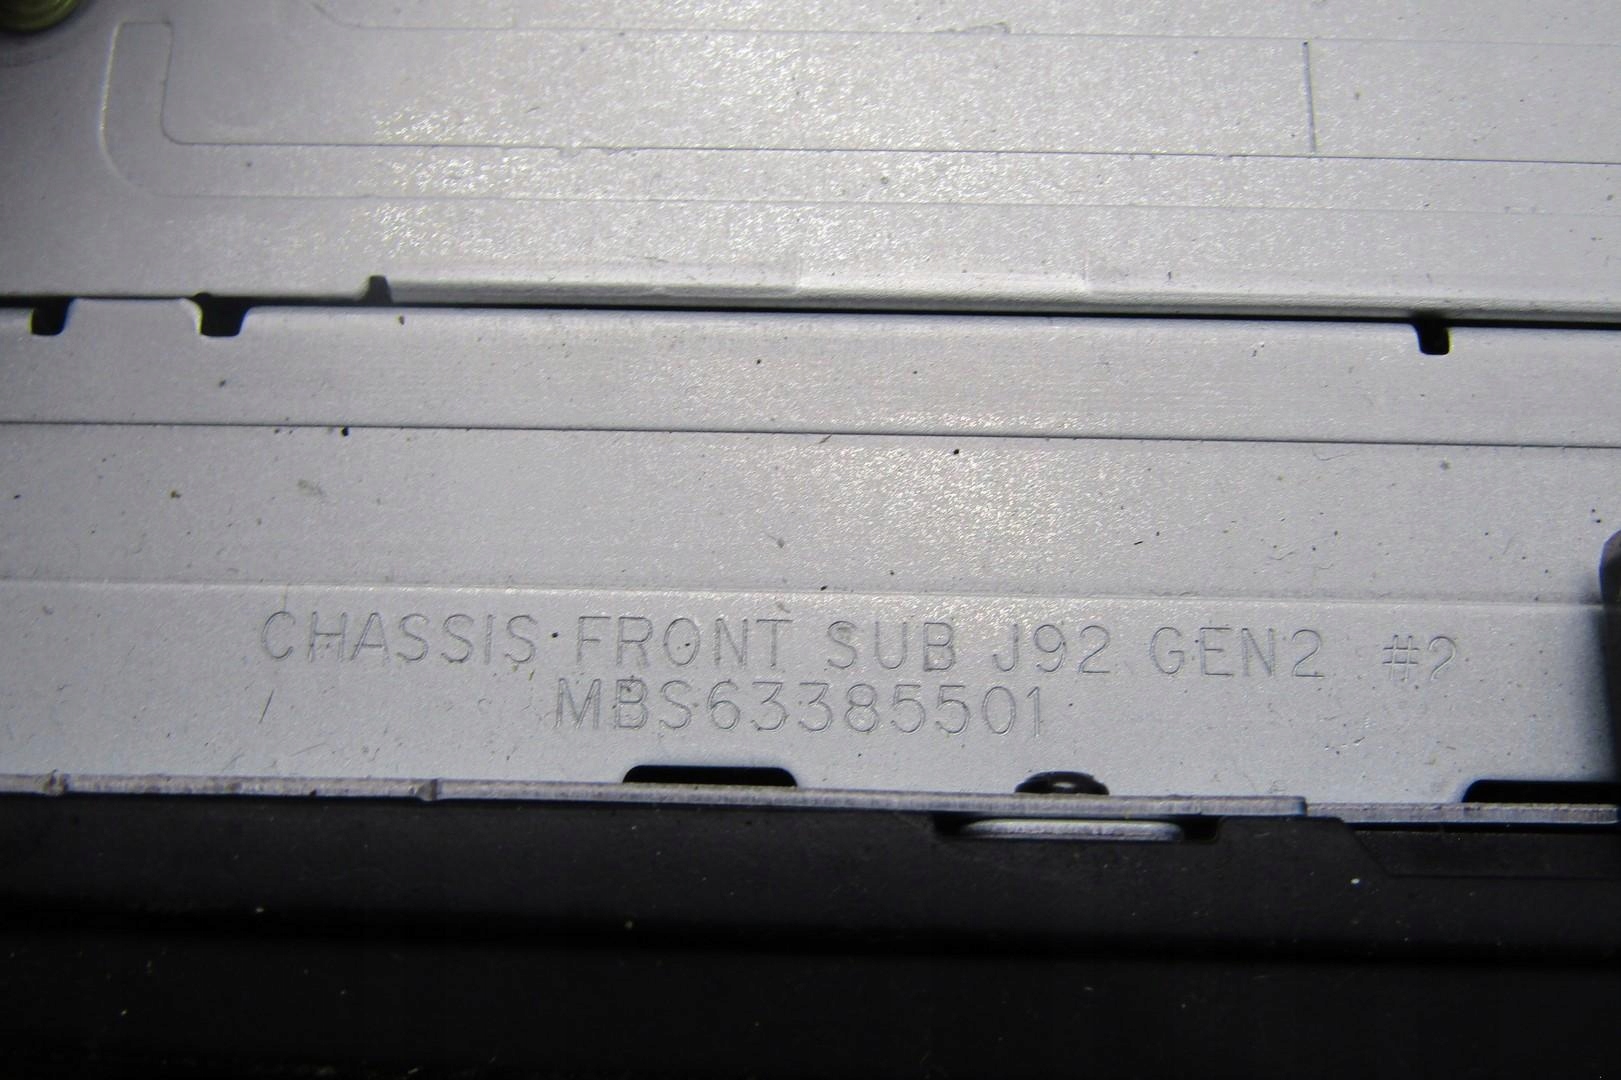 CHASSIS FRONT SUB J92 GEN2 #2
MBS63385501